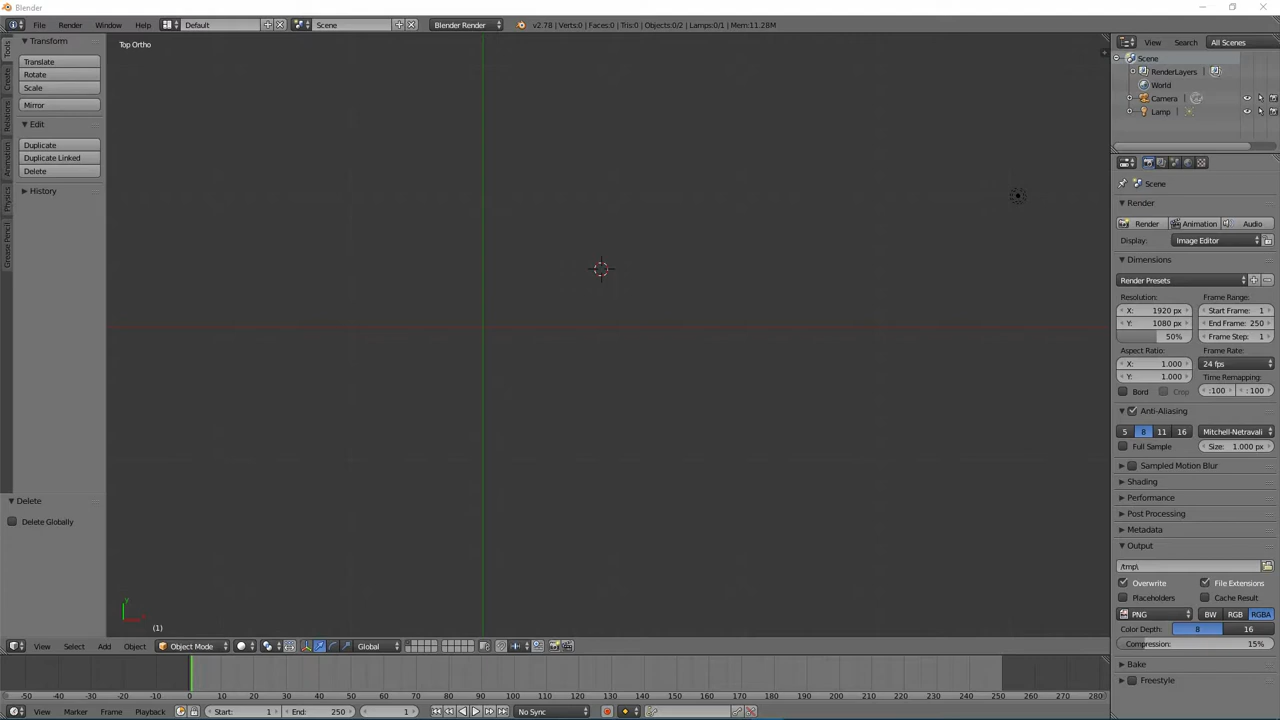 Blender
File Render Window Help Default Scene Blender Render v2.78 | Verts:0 | Faces:0 | Tris:0 | Objects:0/2 | Lamps:0/1 | Mem:11.28M View Search All Scenes
Tools
Create
Relations
Animation
Physics
Grease Pencil
Transform
Translate
Rotate
Scale
Mirror
Edit
Duplicate
Duplicate Linked
Delete
History
Delete
Delete Globally
Top Ortho
y
(1)
Scene
RenderLayers
World
Camera
Lamp
Scene
Render
Render Animation Audio
Display: Image Editor
Dimensions
Render Presets
Resolution: Frame Range:
X: 1920 px Start Frame: 1
Y: 1080 px End Frame: 250
50% Frame Step: 1
Aspect Ratio: Frame Rate:
X: 1.000 24 fps
Y: 1.000 Time Remapping:
Bord Crop :100 : 100
Anti-Aliasing
5 8 11 16 Mitchell-Netravali
Full Sample Size: 1.000 px
Sampled Motion Blur
Shading
Performance
Post Processing
Metadata
Output
/tmp\
Overwrite File Extensions
Placeholders Cache Result
PNG BW RGB RGBA
Color Depth: 8 16
Compression: 15%
Bake
Freestyle
View Select Add Object Object Mode Global
-50 -40 -30 -20 -10 0 10 20 30 40 50 60 70 80 90 100 110 120 130 140 150 160 170 180 190 200 210 220 230 240 250 260 270 280
View Marker Frame Playback Start: 1 End: 250 1 No Sync